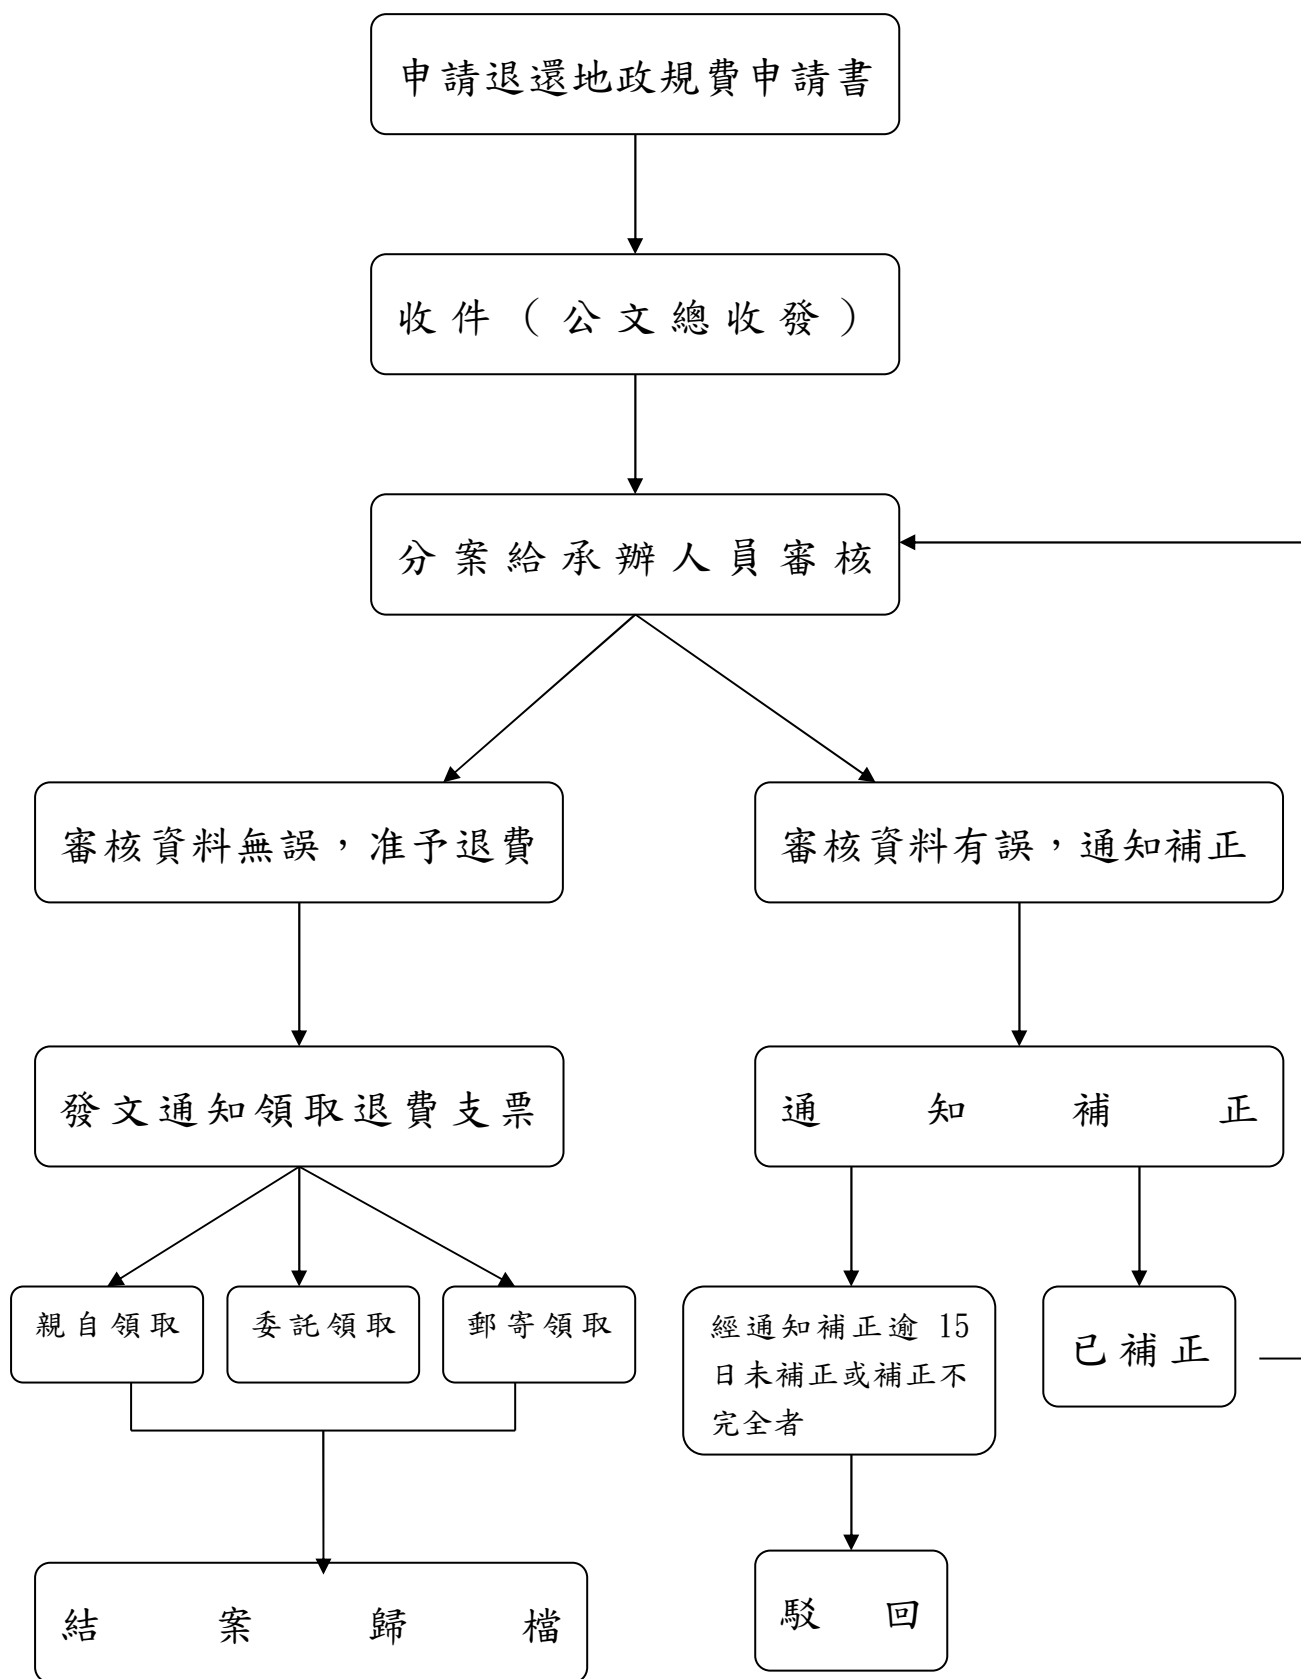 申請退還地政規費申請書
收件（公文總收發）
分案給承辦人員審核
審核資料無誤，准予退費
審核資料有誤，通知補正
發文通知領取退費支票
通知補正
親自領取
委託領取
郵寄領取
經通知補正逾 15
日未補正或補正不
完全者
已補正
結案歸檔
駁回